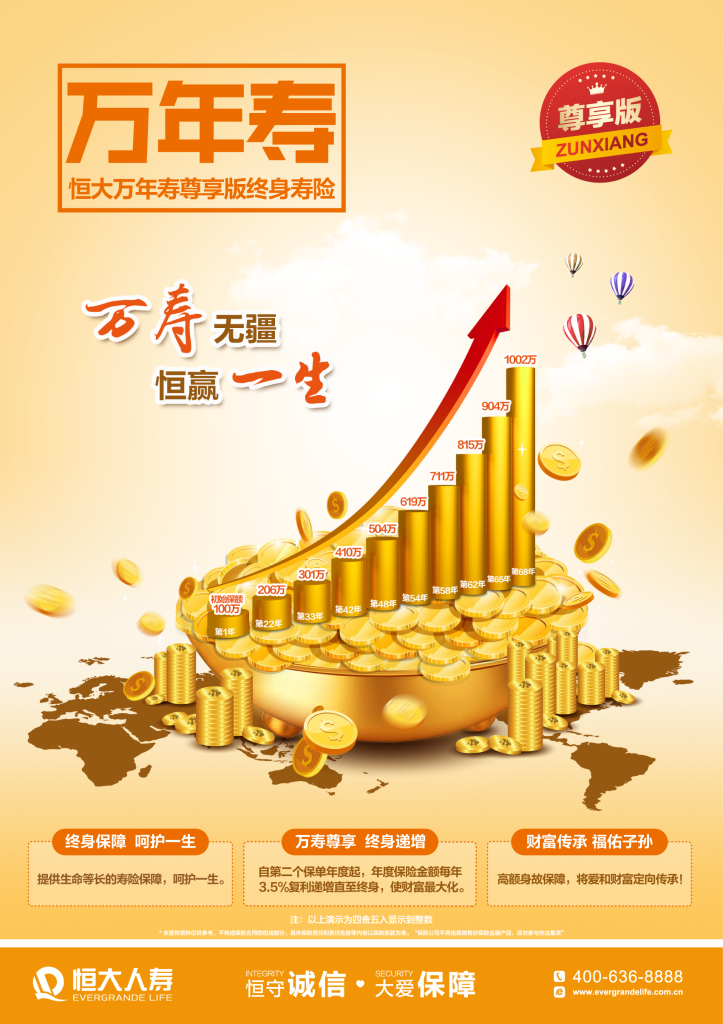 万年寿
恒大万年寿尊享版终身寿险
尊享版
ZUNXIANG
万寿无疆
恒赢一生
1002万
904万
815万
711万
619万
504万
410万
301万
206万
初始保额
100万
第1年
第22年
第33年
第42年
第48年
第54年
第58年
第62年
第65年
第68年
终身保障 呵护一生
提供生命等长的寿险保障，呵护一生。
万寿尊享 终身递增
自第二个保单年度起，年度保险金额每年
3.5%复利递增直至终身，使财富最大化。
财富传承 福佑子孙
高额身故保障，将爱和财富定向传承！
注：以上演示为四舍五入显示到整数
恒大人寿
EVERGRANDE LIFE
INTEGRITY
恒守诚信
SECURITY
大爱保障
400-636-8888
www.evergrandelife.com.cn